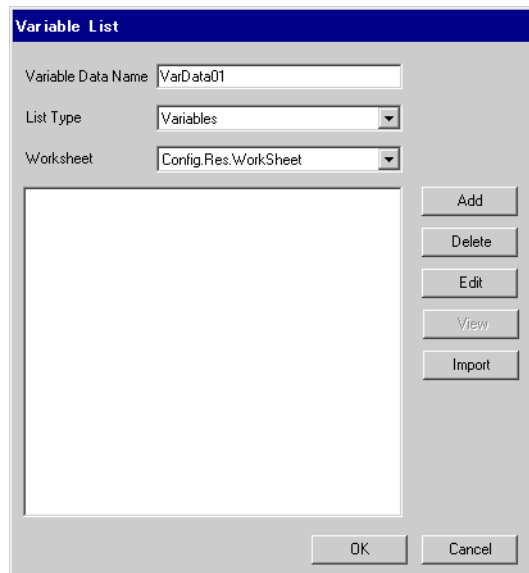 Variable List
Variable Data Name VarData01
List Type Variables
Worksheet Config.Res.WorkSheet
Add
Delete
Edit
View
Import
OK Cancel